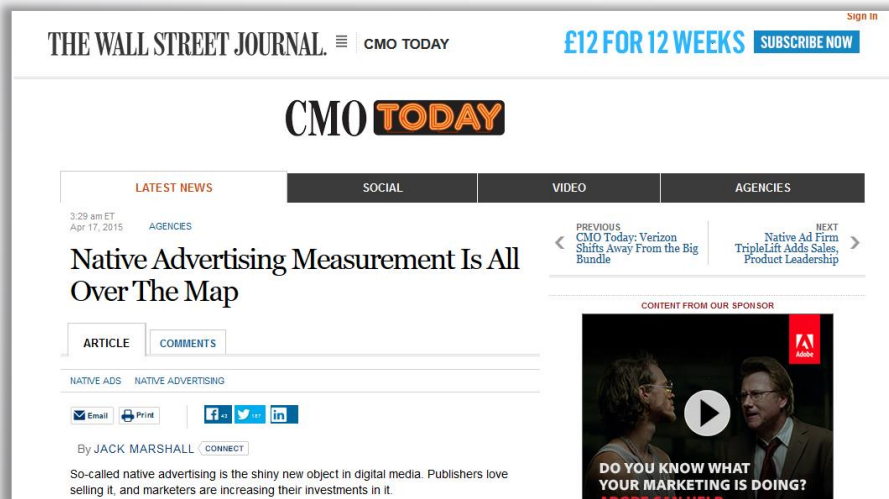 Sign In
THE WALL STREET JOURNAL.
CMO TODAY
£12 FOR 12 WEEKS
SUBSCRIBE NOW
CMO TODAY
LATEST NEWS
SOCIAL
VIDEO
AGENCIES
3:29 am ET
Apr 17, 2015
AGENCIES
Native Advertising Measurement Is All
Over The Map
ARTICLE
COMMENTS
NATIVE ADS
NATIVE ADVERTISING
Email
Print
By JACK MARSHALL
CONNECT
So-called native advertising is the shiny new object in digital media. Publishers love
selling it, and marketers are increasing their investments in it.
PREVIOUS
CMO Today: Verizon
Shifts Away From the Big
Bundle
NEXT
Native Ad Firm
TripleLift Adds Sales,
Product Leadership
CONTENT FROM OUR SPONSOR
Adobe
DO YOU KNOW WHAT
YOUR MARKETING IS DOING?